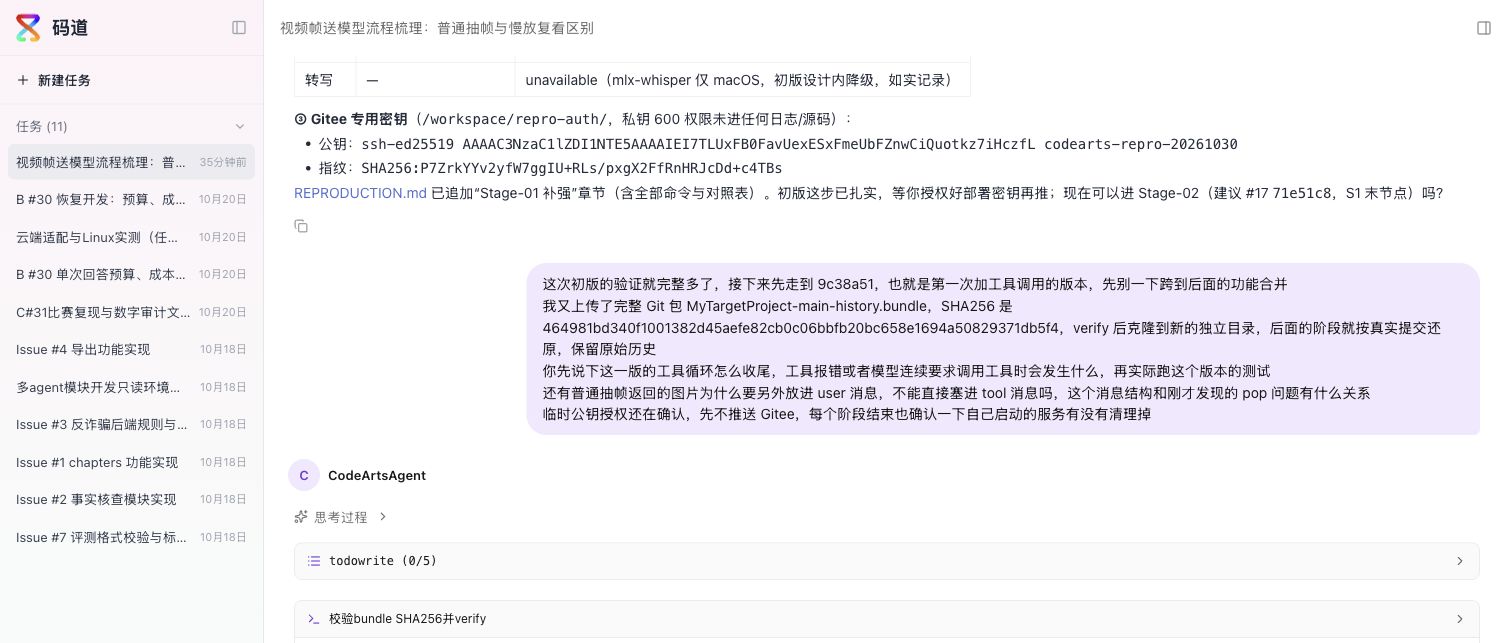 码道
视频帧送模型流程梳理：普通抽帧与慢放复看区别
新建任务
任务 (11)
视频帧送模型流程梳理：普... 35分钟前
B #30 恢复开发：预算、成... 10月20日
云端适配与Linux实测（任... 10月20日
B #30 单次回答预算、成本... 10月20日
C#31比赛复现与数字审计文... 10月20日
Issue #4 导出功能实现 10月18日
多agent模块开发只读环境... 10月18日
Issue #3 反诈骗后端规则与... 10月18日
Issue #1 chapters 功能实现 10月18日
Issue #2 事实核查模块实现 10月18日
Issue #7 评测格式校验与标... 10月18日
转写 — unavailable（mlx-whisper 仅 macOS，初版设计内降级，如实记录）
③ Gitee 专用密钥（/workspace/repro-auth/，私钥 600 权限未进任何日志/源码）：
• 公钥：ssh-ed25519 AAAAC3NzaC1lZDI1NTE5AAAAIEI7TLUxFB0FavUexESxFmeUbFZnwCiQuotkz7iHczfL codearts-repro-20261030
• 指纹：SHA256:P7ZrkYYv2yfW7ggIU+RLs/pxgX2FfRnHRJcDd+c4TBs
REPRODUCTION.md 已追加“Stage-01 补强”章节（含全部命令与对照表）。初版这步已扎实，等你授权好部署密钥再推；现在可以进 Stage-02（建议 #17 71e51c8，S1 末节点）吗？
这次初版的验证就完整多了，接下来先走到 9c38a51，也就是第一次加工具调用的版本，先别一下跨到后面的功能合并
我又上传了完整 Git 包 MyTargetProject-main-history.bundle，SHA256 是
464981bd340f1001382d45aefe82cb0c06bbfb20bc658e1694a50829371db5f4，verify 后克隆到新的独立目录，后面的阶段就按真实提交还
原，保留原始历史
你先说下这一版的工具循环怎么收尾，工具报错或者模型连续要求调用工具时会发生什么，再实际跑这个版本的测试
还有普通抽帧返回的图片为什么要另外放进 user 消息，不能直接塞进 tool 消息吗，这个消息结构和刚才发现的 pop 问题有什么关系
临时公钥授权还在确认，先不推送 Gitee，每个阶段结束也确认一下自己启动的服务有没有清理掉
C CodeArtsAgent
思考过程
todowrite (0/5)
校验bundle SHA256并verify